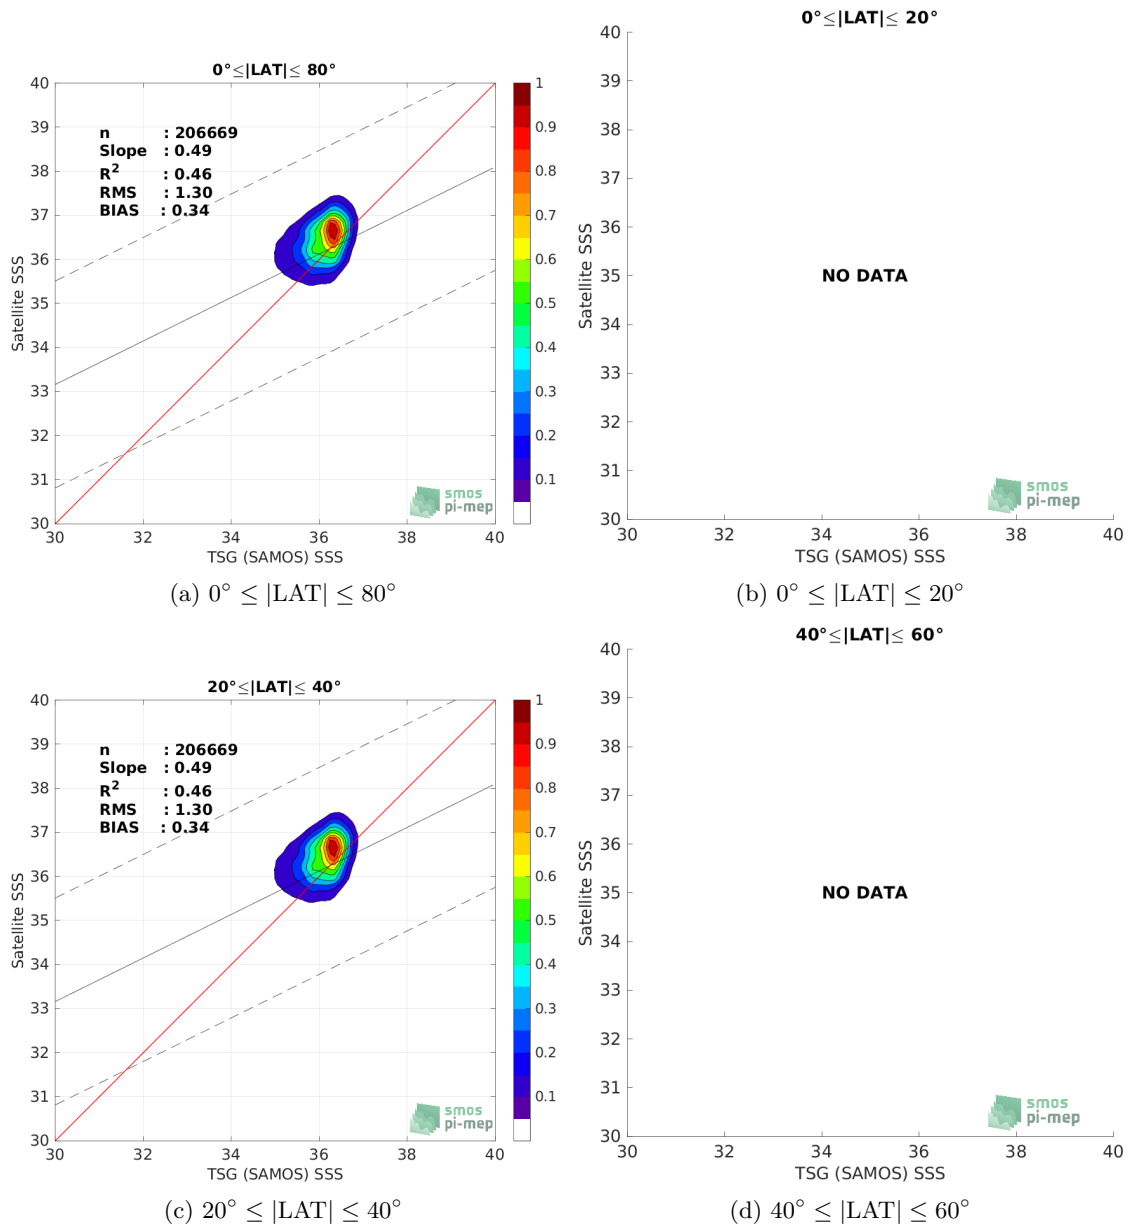 0°≤|LAT|≤ 80°
40
39
38
37
36
35
34
33
32
31
30
Satellite SSS
n : 206669
Slope : 0.49
R² : 0.46
RMS : 1.30
BIAS : 0.34
smos
pi-mep
30 32 34 36 38 40
TSG (SAMOS) SSS
1
0.9
0.8
0.7
0.6
0.5
0.4
0.3
0.2
0.1
(a) 0° ≤ |LAT| ≤ 80°
0°≤|LAT|≤ 20°
40
39
38
37
36
35
34
33
32
31
30
Satellite SSS
NO DATA
smos
pi-mep
30 32 34 36 38 40
TSG (SAMOS) SSS
(b) 0° ≤ |LAT| ≤ 20°
20°≤|LAT|≤ 40°
40
39
38
37
36
35
34
33
32
31
30
Satellite SSS
n : 206669
Slope : 0.49
R² : 0.46
RMS : 1.30
BIAS : 0.34
smos
pi-mep
30 32 34 36 38 40
TSG (SAMOS) SSS
1
0.9
0.8
0.7
0.6
0.5
0.4
0.3
0.2
0.1
(c) 20° ≤ |LAT| ≤ 40°
40°≤|LAT|≤ 60°
40
39
38
37
36
35
34
33
32
31
30
Satellite SSS
NO DATA
smos
pi-mep
30 32 34 36 38 40
TSG (SAMOS) SSS
(d) 40° ≤ |LAT| ≤ 60°